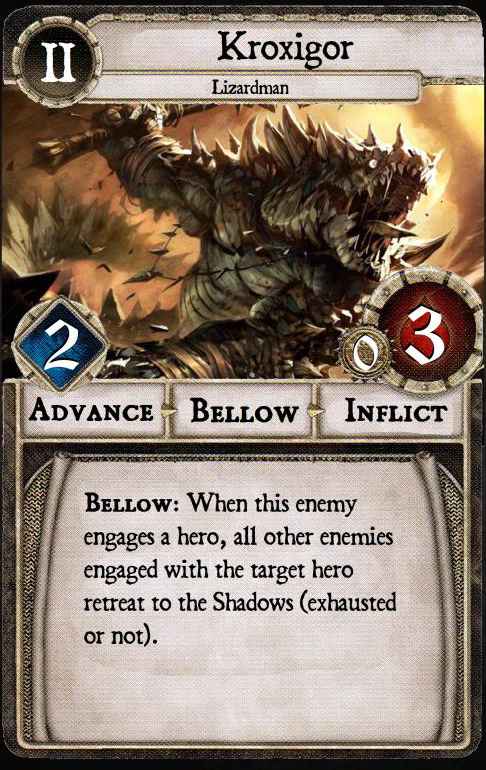 II
Kroxigor
Lizardman
2
0
3
Advance Bellow Inflict
Bellow: When this enemy
engages a hero, all other enemies
engaged with the target hero
retreat to the Shadows (exhausted
or not).